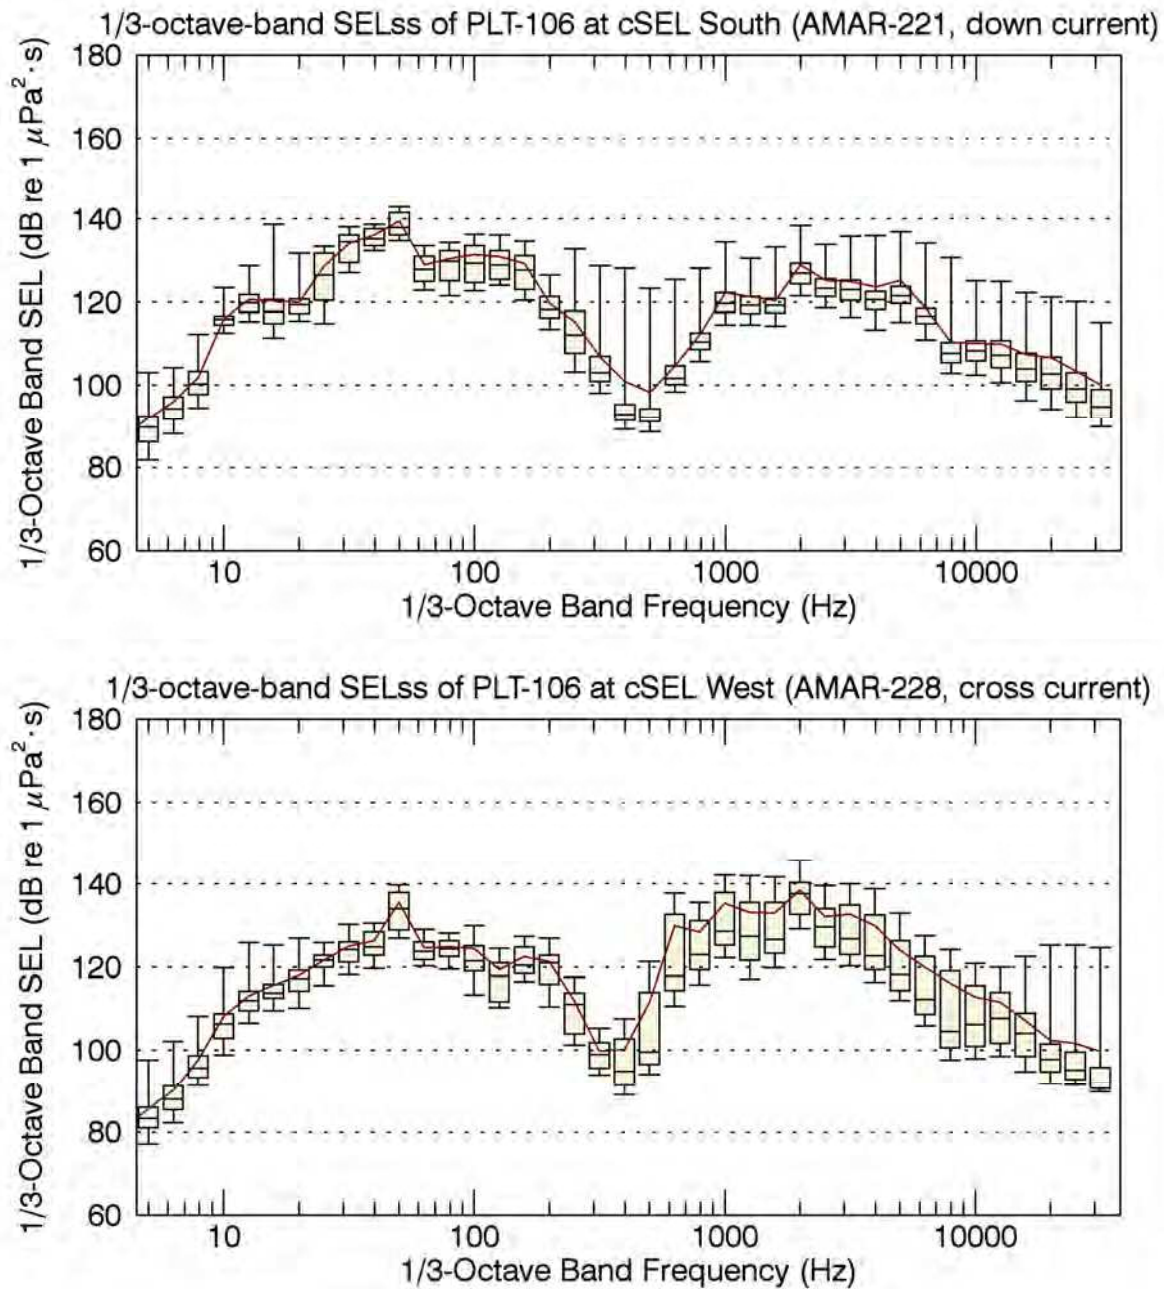 1/3-octave-band SELss of PLT-106 at cSEL South (AMAR-221, down current)
1/3-Octave Band SEL (dB re 1 μPa²·s)
180
160
140
120
100
80
60
10 100 1000 10000
1/3-Octave Band Frequency (Hz)
1/3-octave-band SELss of PLT-106 at cSEL West (AMAR-228, cross current)
1/3-Octave Band SEL (dB re 1 μPa²·s)
180
160
140
120
100
80
60
10 100 1000 10000
1/3-Octave Band Frequency (Hz)